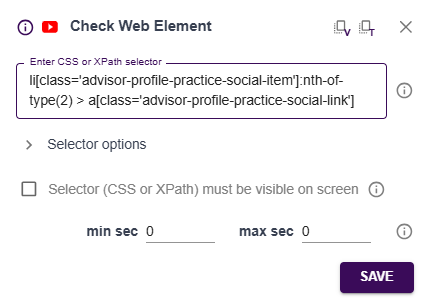 Check Web Element
V T
Enter CSS or XPath selector
li[class='advisor-profile-practice-social-item']:nth-of-
type(2) > a[class='advisor-profile-practice-social-link']
Selector options
Selector (CSS or XPath) must be visible on screen
min sec 0 max sec 0
SAVE